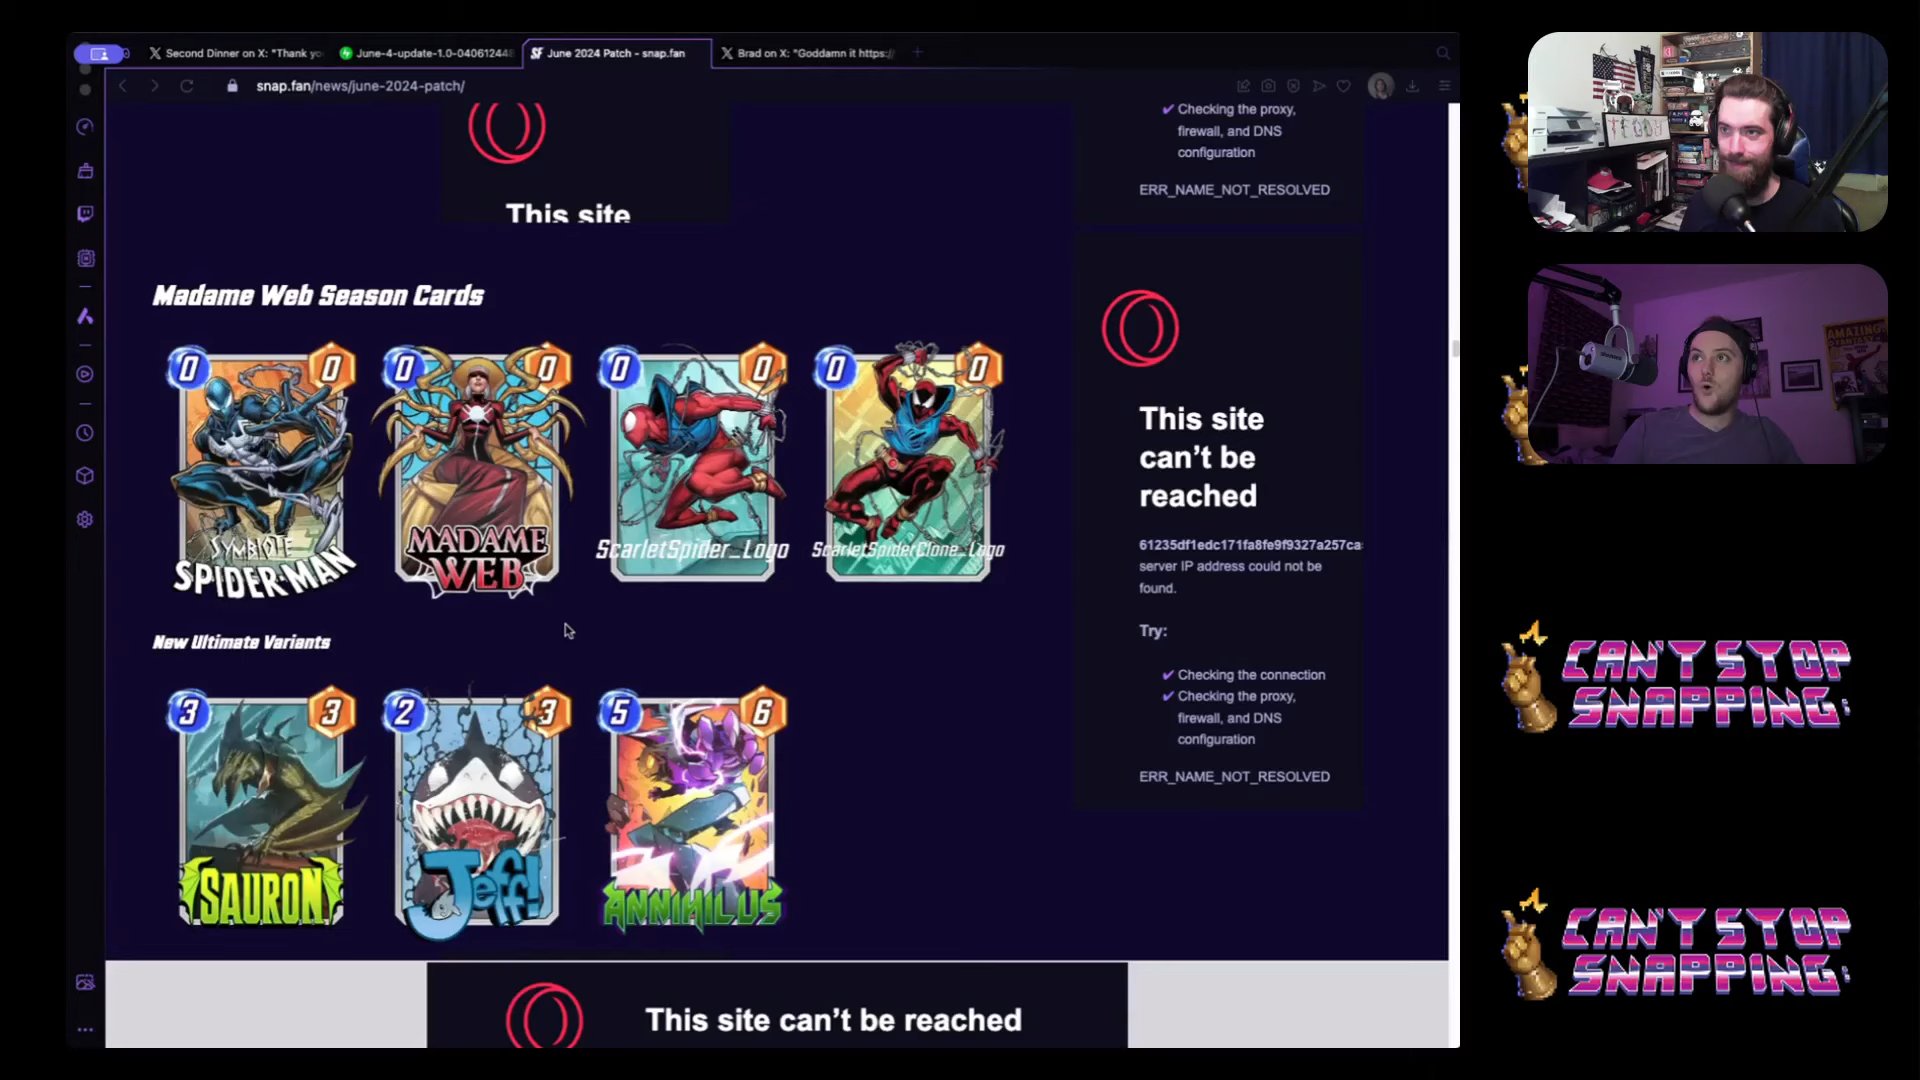 Second Dinner on X: "Thank yo
June-4-update-1.0-040612448
SF June 2024 Patch - snap.fan
Brad on X: "Goddamn it https:/
snap.fan/news/june-2024-patch/
This site
Checking the proxy,
firewall, and DNS
configuration
ERR_NAME_NOT_RESOLVED
Madame Web Season Cards
0 0 0 0 0 0 0 0
SYMBIOTE
SPIDER-MAN
MADAME
WEB
ScarletSpider_Logo
ScarletSpiderClone_Logo
This site
can't be
reached
61235df1edc171fa8fe9f9327a257ca
server IP address could not be
found.
Try:
Checking the connection
Checking the proxy,
firewall, and DNS
configuration
ERR_NAME_NOT_RESOLVED
New Ultimate Variants
3 3 2 3 5 6
SAURON
Jeff!
ANNIHILUS
This site can't be reached
AMAZING
FANTASY
CAN'T STOP
SNAPPING:
CAN'T STOP
SNAPPING: